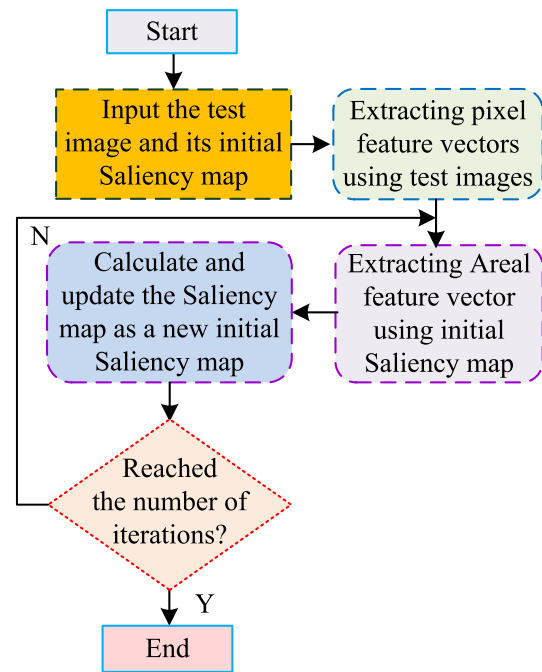 Start
Input the test
image and its initial
Saliency map
Extracting pixel
feature vectors
using test images
N
Calculate and
update the Saliency
map as a new initial
Saliency map
Extracting Areal
feature vector
using initial
Saliency map
Reached
the number of
iterations?
Y
End